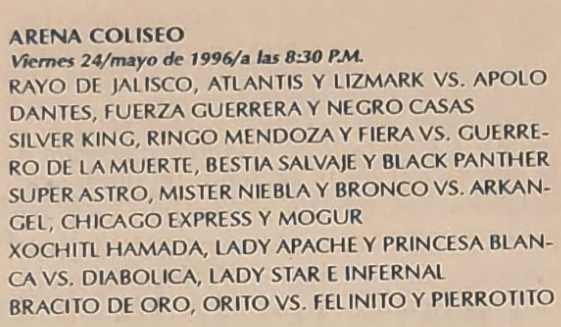 ARENA COLISEO
Viernes 24/mayo de 1996/a las 8:30 P.M.
RAYO DE JALISCO, ATLANTIS Y LIZMARK VS. APOLO
DANTES, FUERZA GUERRERA Y NEGRO CASAS
SILVER KING, RINGO MENDOZA Y FIERA VS. GUERRE-
RO DE LA MUERTE, BESTIA SALVAJE Y BLACK PANTHER
SUPER ASTRO, MISTER NIEBLA Y BRONCO VS. ARKAN-
GEL, CHICAGO EXPRESS Y MOGUR
XOCHITL HAMADA, LADY APACHE Y PRINCESA BLAN-
CA VS. DIABOLICA, LADY STAR E INFERNAL
BRACITO DE ORO, ORITO VS. FELINITO Y PIERROTITO